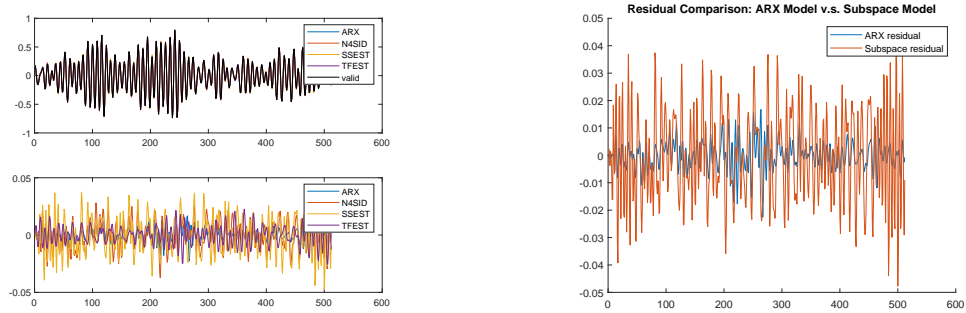 1
0.5
0
-0.5
-1
0 100 200 300 400 500 600
ARX
N4SID
SSEST
TFEST
valid
0.05
0
-0.05
0 100 200 300 400 500 600
ARX
N4SID
SSEST
TFEST
Residual Comparison: ARX Model v.s. Subspace Model
0.05
0.04
0.03
0.02
0.01
0
-0.01
-0.02
-0.03
-0.04
-0.05
0 100 200 300 400 500 600
ARX residual
Subspace residual